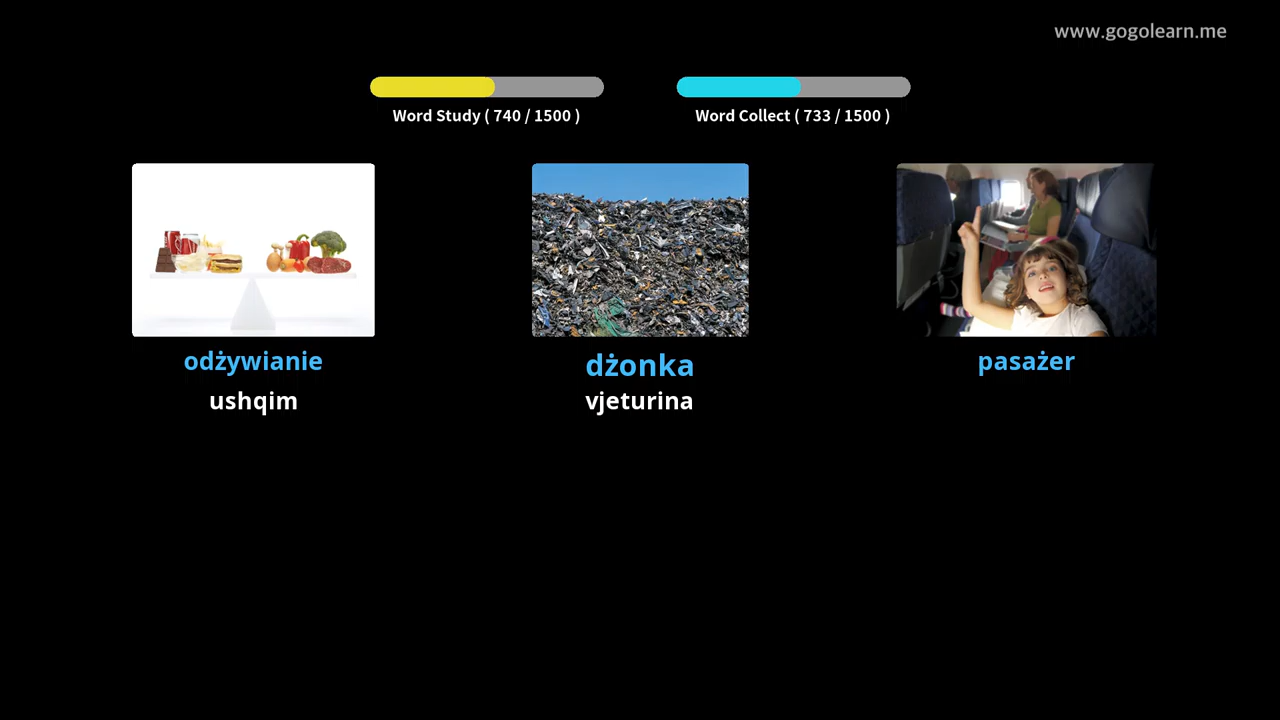 www.gogolearn.me
Word Study ( 740 / 1500 )
Word Collect ( 733 / 1500 )
odżywianie
dżonka
pasażer
ushqim
vjeturina